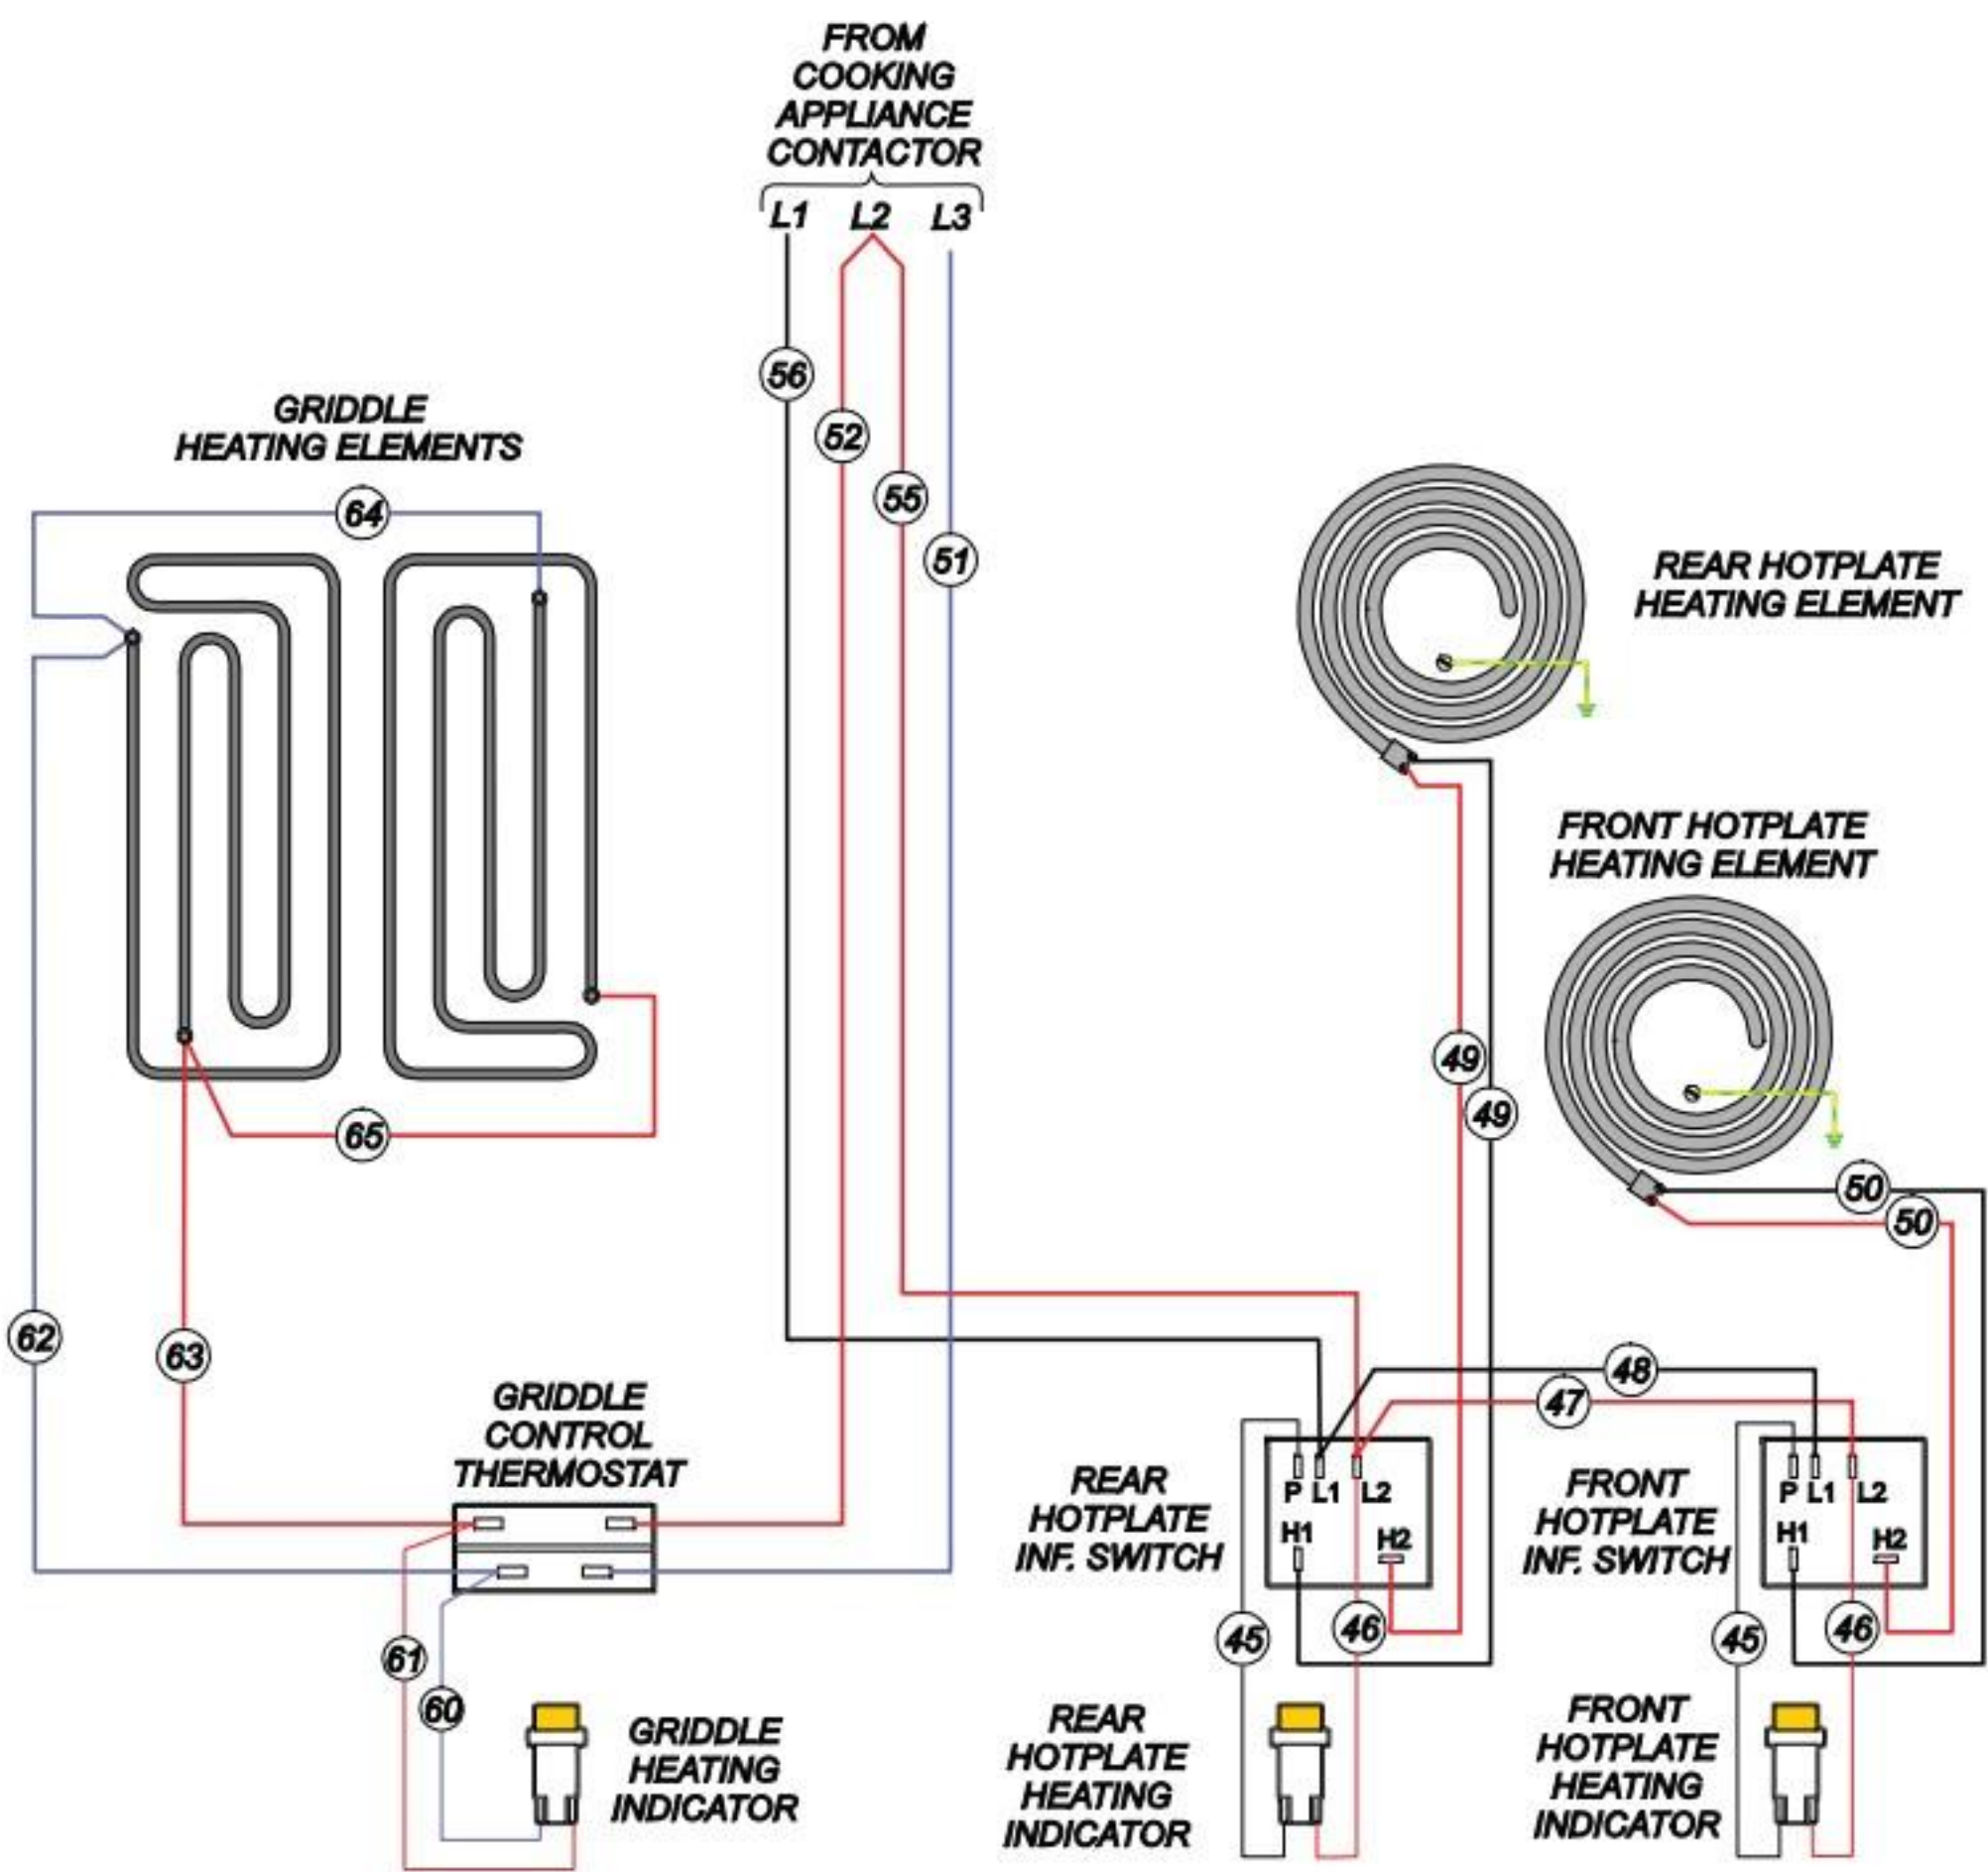 FROM
COOKING
APPLIANCE
CONTACTOR
L1 L2 L3
56
52
55
51
GRIDDLE
HEATING ELEMENTS
64
65
62
63
REAR HOTPLATE
HEATING ELEMENT
FRONT HOTPLATE
HEATING ELEMENT
49
49
50
50
48
47
GRIDDLE
CONTROL
THERMOSTAT
61
60
GRIDDLE
HEATING
INDICATOR
REAR
HOTPLATE
INF. SWITCH
P L1 L2
H1 H2
45
46
REAR
HOTPLATE
HEATING
INDICATOR
FRONT
HOTPLATE
INF. SWITCH
P L1 L2
H1 H2
45
46
FRONT
HOTPLATE
HEATING
INDICATOR